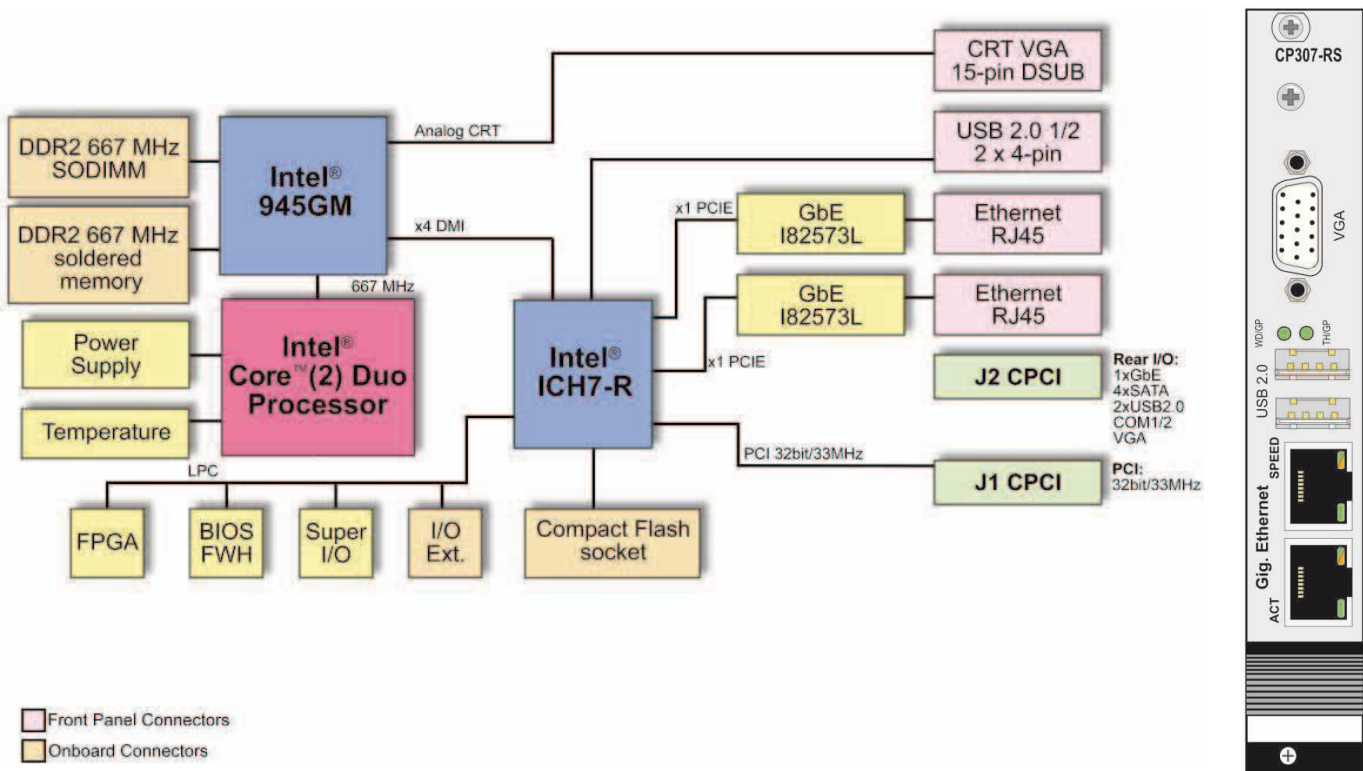 CRT VGA
15-pin DSUB
CP307-RS
DDR2 667 MHz
SODIMM
Intel®
945GM
Analog CRT
USB 2.0 1/2
2 x 4-pin
DDR2 667 MHz
soldered
memory
x4 DMI
x1 PCIE
GbE
I82573L
Ethernet
RJ45
VGA
667 MHz
GbE
I82573L
Ethernet
RJ45
Power
Supply
Intel®
Core™(2) Duo
Processor
Intel®
ICH7-R
x1 PCIE
J2 CPCI
Rear I/O:
1xGbE
4xSATA
2xUSB2.0
COM1/2
VGA
WD/GP
TH/GP
USB 2.0
Temperature
LPC
PCI 32bit/33MHz
J1 CPCI
PCI:
32bit/33MHz
SPEED
Gig. Ethernet
ACT
FPGA
BIOS
FWH
Super
I/O
I/O
Ext.
Compact Flash
socket
Front Panel Connectors
Onboard Connectors